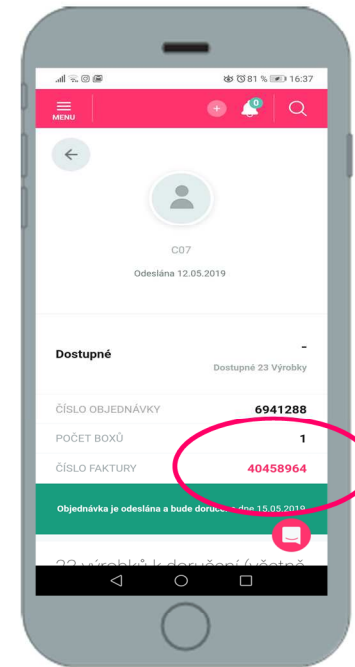 81 % 16:37
MENU
0
C07
Odeslána 12.05.2019
Dostupné
-
Dostupné 23 Výrobky
ČÍSLO OBJEDNÁVKY 6941288
POČET BOXŮ 1
ČÍSLO FAKTURY 40458964
Objednávka je odeslána a bude dne 15.05.2019